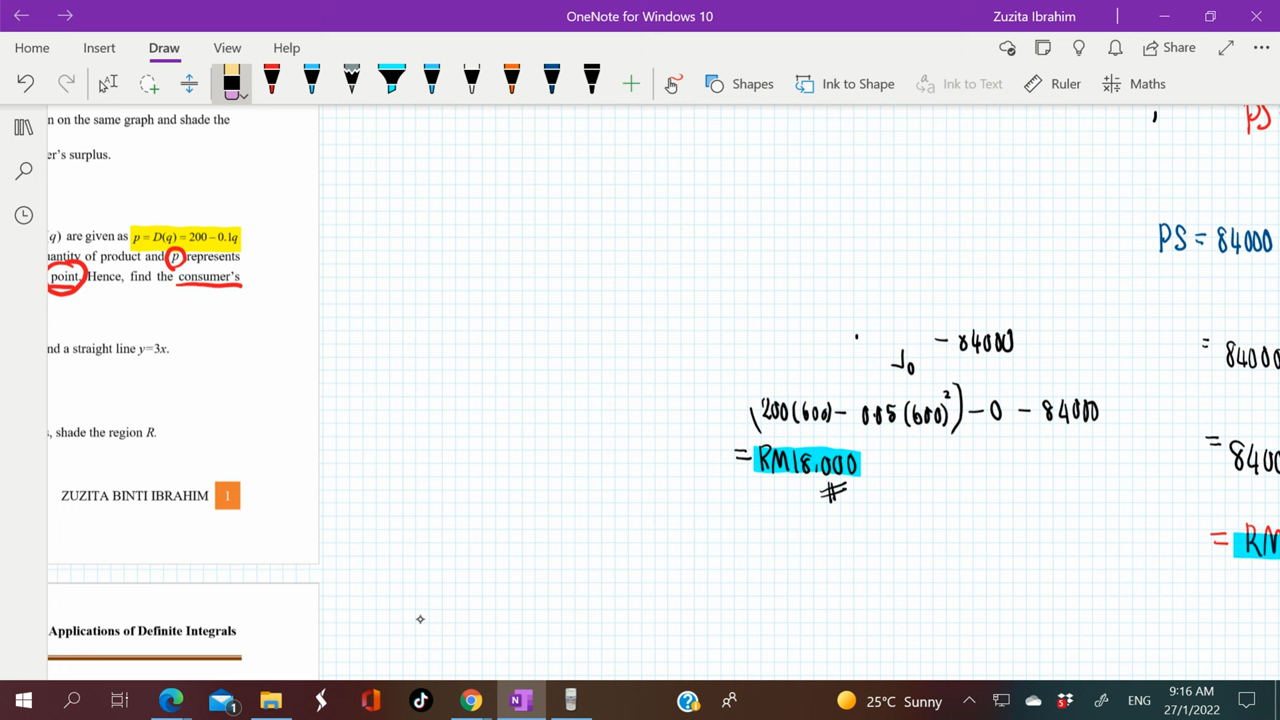 OneNote for Windows 10
Zuzita Ibrahim
Home Insert Draw View Help
Share
Shapes Ink to Shape Ink to Text Ruler Maths
n on the same graph and shade the
er's surplus.
q) are given as p = D(q) = 200 – 0.1q
uantity of product and p represents
point. Hence, find the consumer's
nd a straight line y=3x.
s, shade the region R.
ZUZITA BINTI IBRAHIM 1
Applications of Definite Integrals
PS
PS = 84000
0 - 84000
= 84000
(200(600) - 0.05(600)²) - 0 - 84000
= RM18,000
#
= 8400
= RM
1
25°C Sunny
ENG
9:16 AM
27/1/2022